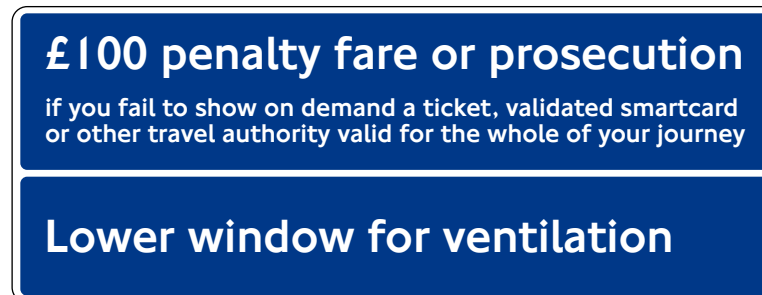 £100 penalty fare or prosecution
if you fail to show on demand a ticket, validated smartcard
or other travel authority valid for the whole of your journey
Lower window for ventilation